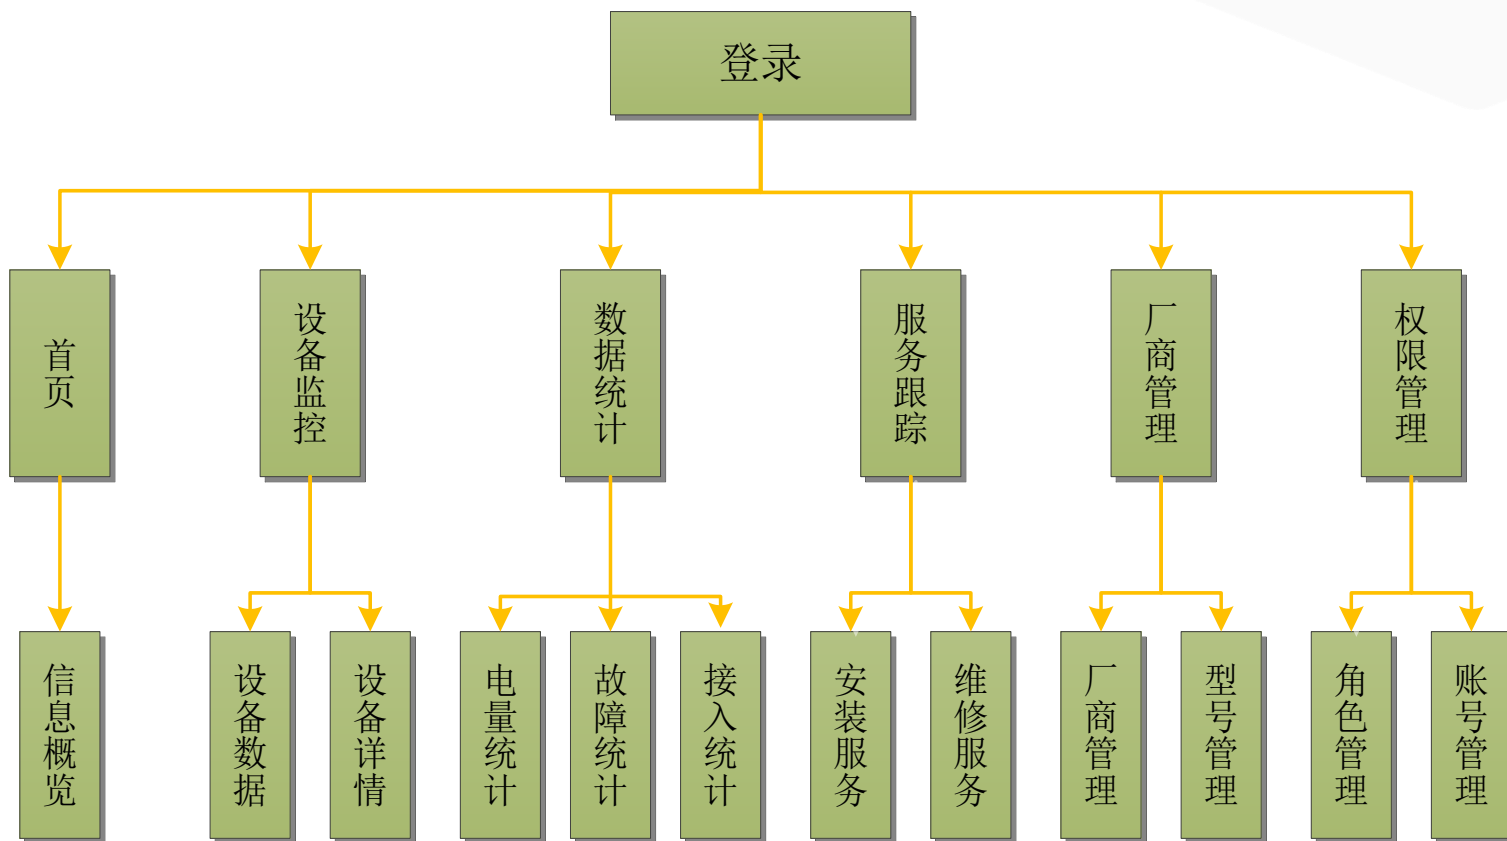 登录
首页
设备监控
数据统计
服务跟踪
厂商管理
权限管理
信息概览
设备数据
设备详情
电量统计
故障统计
接入统计
安装服务
维修服务
厂商管理
型号管理
角色管理
账号管理